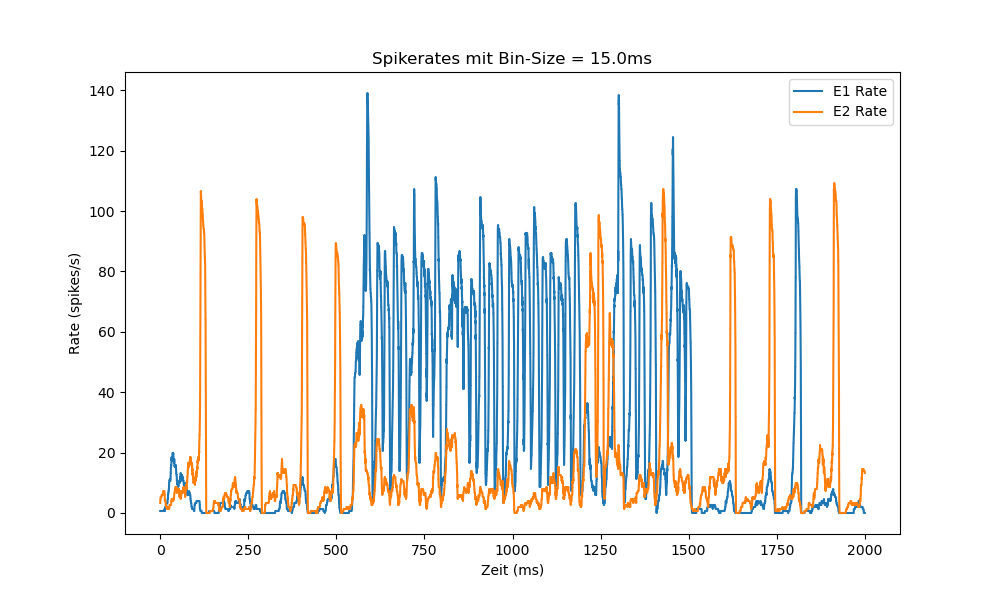 Spikerates mit Bin-Size = 15.0ms
E1 Rate
E2 Rate
Rate (spikes/s)
140
120
100
80
60
40
20
0
0 250 500 750 1000 1250 1500 1750 2000
Zeit (ms)